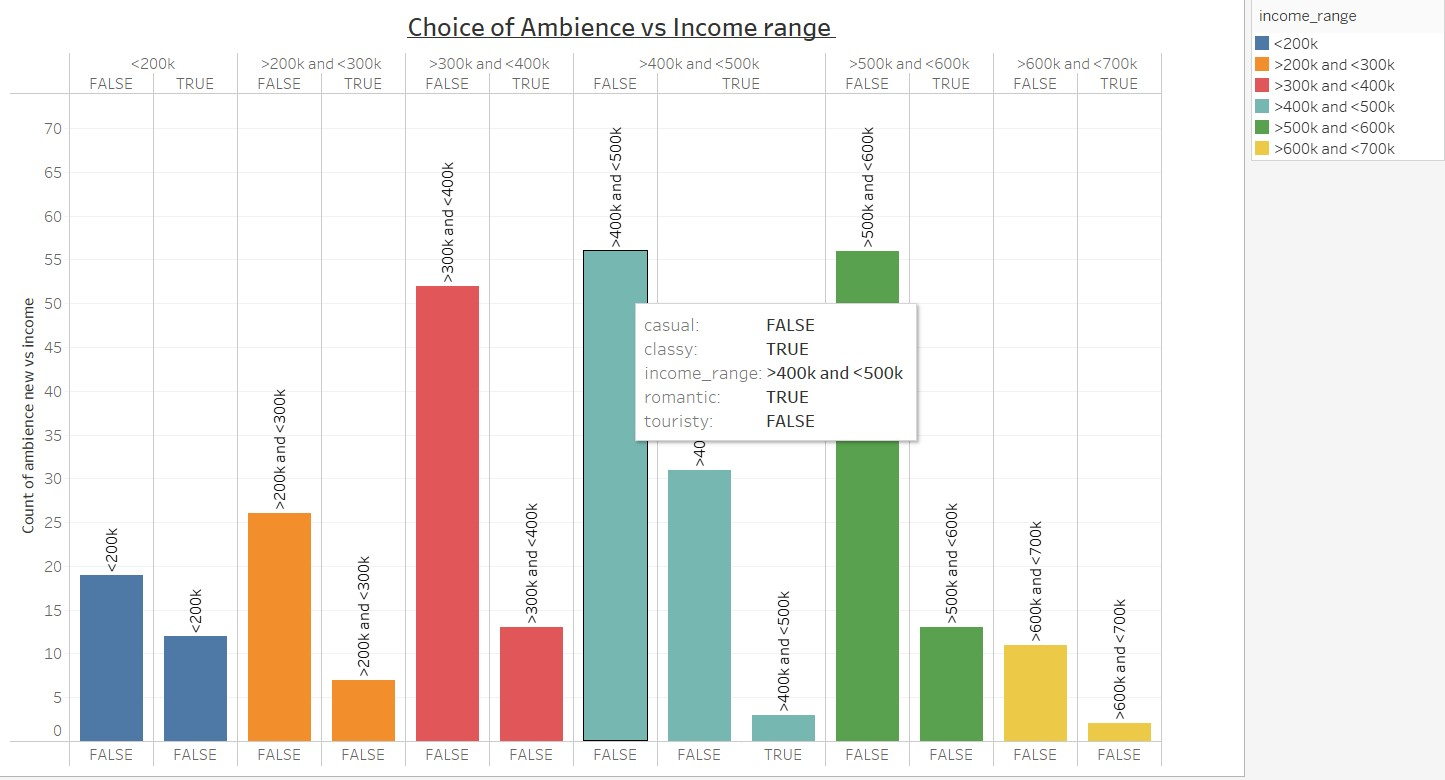 Choice of Ambience vs Income range
<200k >200k and <300k >300k and <400k >400k and <500k >500k and <600k >600k and <700k
FALSE TRUE FALSE TRUE FALSE TRUE FALSE TRUE FALSE TRUE FALSE TRUE
Count of ambience new vs income
70
65
60
55
50
45
40
35
30
25
20
15
10
5
0
<200k
<200k
>200k and <300k
>200k and <300k
>300k and <400k
>300k and <400k
>400k and <500k
>40
>400k and <500k
>500k and <600k
>500k and <600k
>600k and <700k
>600k and <700k
casual: FALSE
classy: TRUE
income_range: >400k and <500k
romantic: TRUE
touristy: FALSE
FALSE FALSE FALSE FALSE FALSE FALSE FALSE FALSE TRUE FALSE FALSE FALSE FALSE
income_range
<200k
>200k and <300k
>300k and <400k
>400k and <500k
>500k and <600k
>600k and <700k